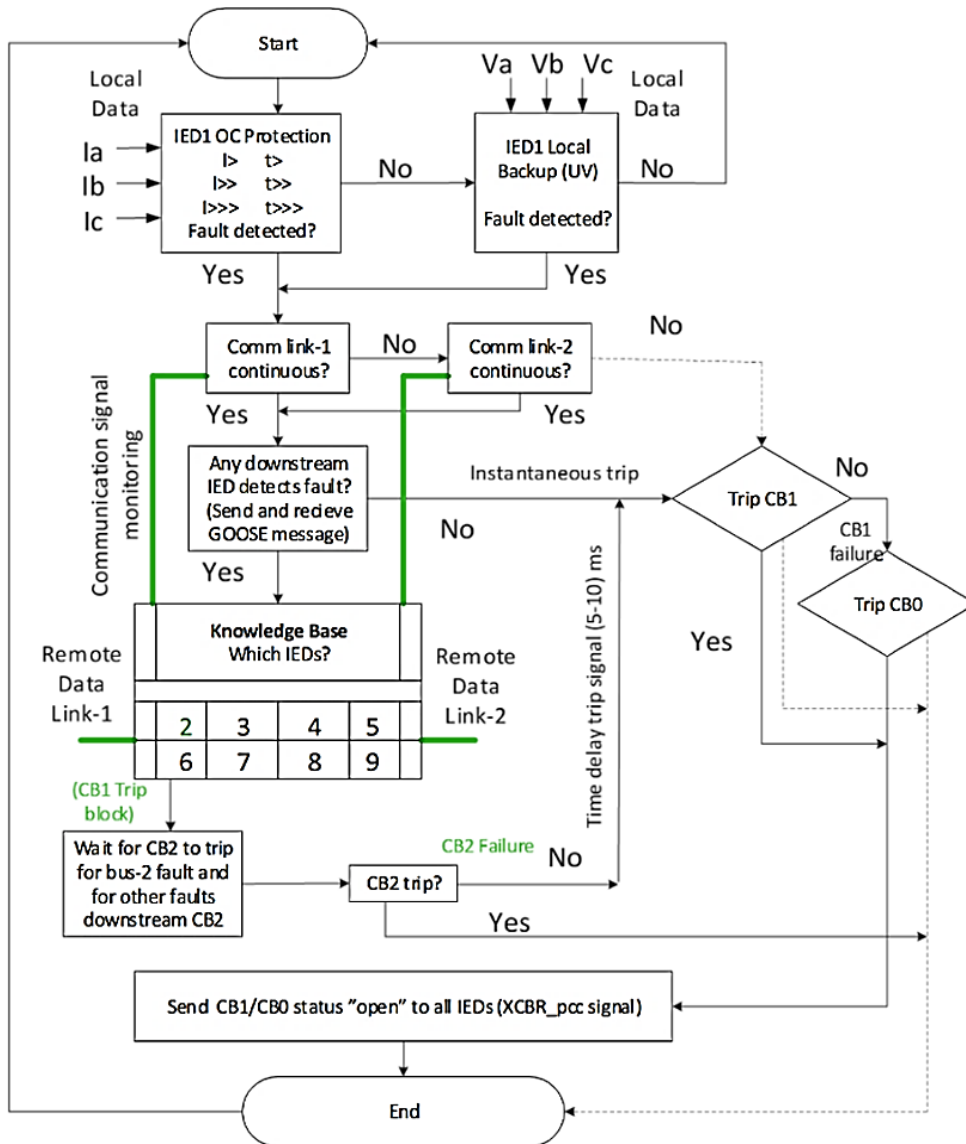 Start
Local
Data
Va Vb Vc
Local
Data
Ia
Ib
Ic
IED1 OC Protection
I> t>
I>> t>>
I>>> t>>>
Fault detected?
No
IED1 Local
Backup (UV)
Fault detected?
No
Yes
Yes
Comm link-1
continuous?
No
Comm link-2
continuous?
No
Yes
Yes
Communication signal
monitoring
Any downstream
IED detects fault?
(Send and recieve
GOOSE message)
Instantaneous trip
No
Yes
Trip CB1
No
CB1
failure
Trip CB0
Yes
Time delay trip signal (5-10) ms
Knowledge Base
Which IEDs?
Remote
Data
Link-1
Remote
Data
Link-2
2 3 4 5
6 7 8 9
(CB1 Trip
block)
Wait for CB2 to trip
for bus-2 fault and
for other faults
downstream CB2
CB2 Failure
CB2 trip?
No
Yes
Send CB1/CB0 status "open" to all IEDs (XCBR_pcc signal)
End